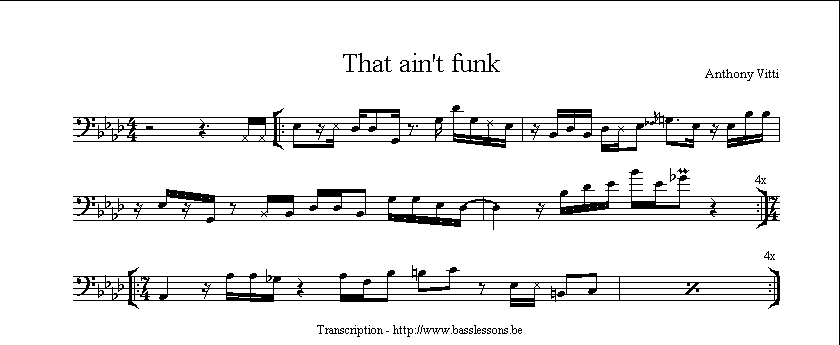 That ain't funk
Anthony Vitti
4x
4x
Transcription - http://www.basslessons.be